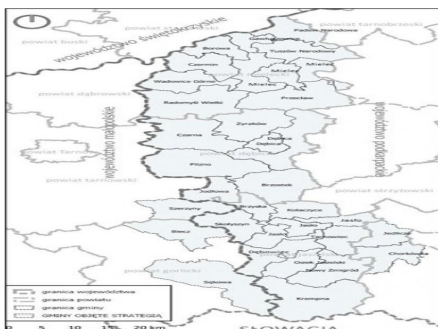 województwo świętokrzyskie
powiat tarnobrzeski
Padew Narodowa
powiat buski
Gawłuszowice
Borowa
Tuszów Narodowy
Czermin
Mielec
Mielec
Wadowice Górne
powiat dąbrowski
Radomyśl Wielki
Przecław
województwo małopolskie
województwo podkarpackie
Żyraków
Czarna
Dębica
Dębica
powiat tarnowski
Pilzno
Jodłowa
Brzostek
powiat strzyżowski
Szerzyny
Brzyska
Kołaczyce
Skołyszyn
Jasło
Jasło
Biecz
Jedlicze
Dębowiec
Chorkówka
Osiek Jasielski
Nowy Żmigród
powiat gorlicki
Sękowa
Krempna
granica województwa
granica powiatu
granica gminy
GMINY OBJĘTE STRATEGIĄ
0 5 10 15 20 km
SŁOWACJA